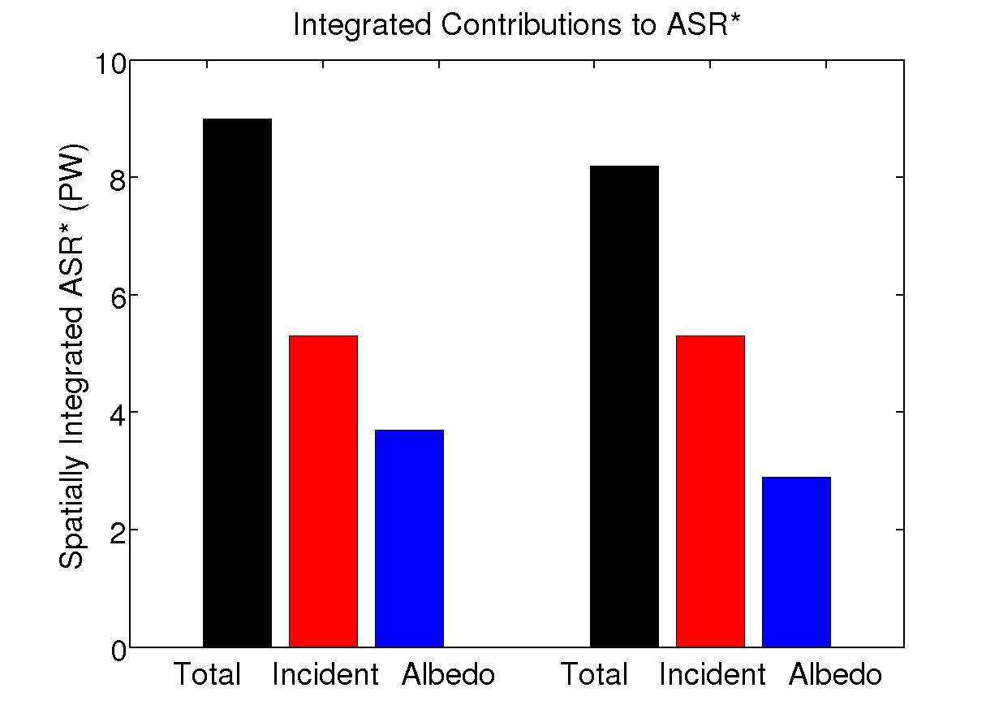 Integrated Contributions to ASR*
Spatially Integrated ASR* (PW)
10
8
6
4
2
0
Total Incident Albedo Total Incident Albedo